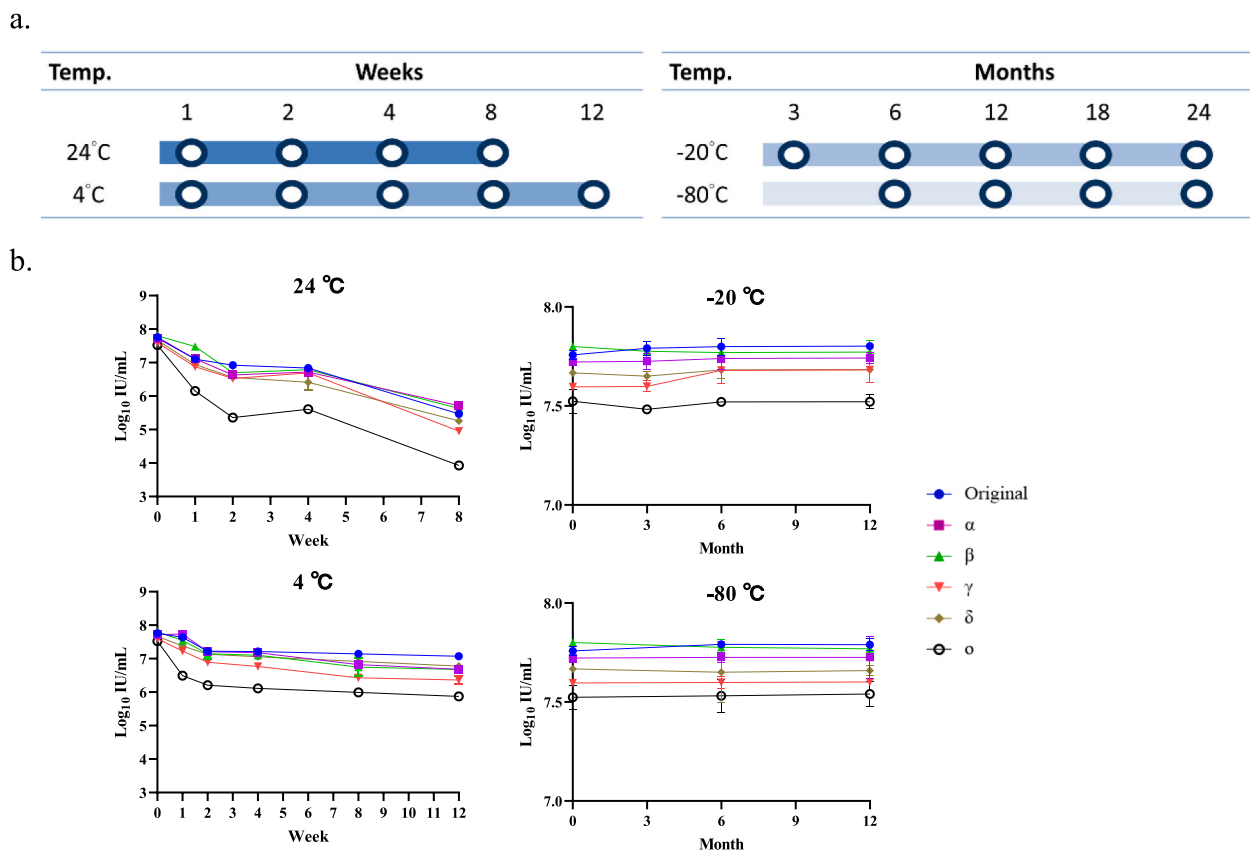 a.
Temp. Weeks
1 2 4 8 12
24°C
4°C
Temp. Months
3 6 12 18 24
-20°C
-80°C
b.
24 ℃
Log10 IU/mL
9
8
7
6
5
4
3
0 1 2 3 4 5 6 7 7 8
Week
-20 ℃
Log10 IU/mL
8.0
7.5
7.0
0 3 6 9 12
Month
4 ℃
Log10 IU/mL
9
8
7
6
5
4
3
0 1 2 3 4 5 6 7 8 9 10 11 12
Week
-80 ℃
Log10 IU/mL
8.0
7.5
7.0
0 3 6 9 12
Month
Original
α
β
γ
δ
o